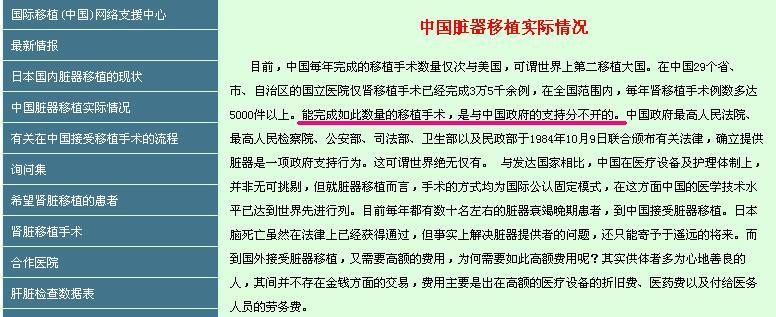 国际移植(中国)网络支援中心
最新情报
日本国内脏器移植的现状
中国脏器移植实际情况
有关在中国接受移植手术的流程
询问集
希望肾脏移植的患者
肾脏移植手术
合作医院
肝脏检查数据表
中国脏器移植实际情况
目前，中国每年完成的移植手术数量仅次与美国，可谓世界上第二移植大国。在中国29个省、
市、自治区的国立医院仅肾移植手术已经完成3万5千余例，在全国范围内，每年肾移植手术例数多达
5000件以上。能完成如此数量的移植手术，是与中国政府的支持分不开的。中国政府最高人民法院、
最高人民检察院、公安部、司法部、卫生部以及民政部于1984年10月9日联合颁布有关法律，确立提供
脏器是一项政府支持行为。这可谓世界绝无仅有。 与发达国家相比，中国在医疗设备及护理体制上，
并非无可挑剔，但就脏器移植而言，手术的方式均为国际公认固定模式，在这方面中国的医学技术水
平已达到世界先进行列。目前每年都有数十名左右的脏器衰竭晚期患者，到中国接受脏器移植。日本
脑死亡虽然在法律上已经获得通过，但事实上解决脏器提供者的问题，还只能寄予于遥远的将来。而
到国外接受脏器移植，又需要高额的费用，为何需要如此高额费用呢？其实供体者多为心地善良的
人，其间并不存在金钱方面的交易，费用主要是出在高额的医疗设备的折旧费、医药费以及付给医务
人员的劳务费。